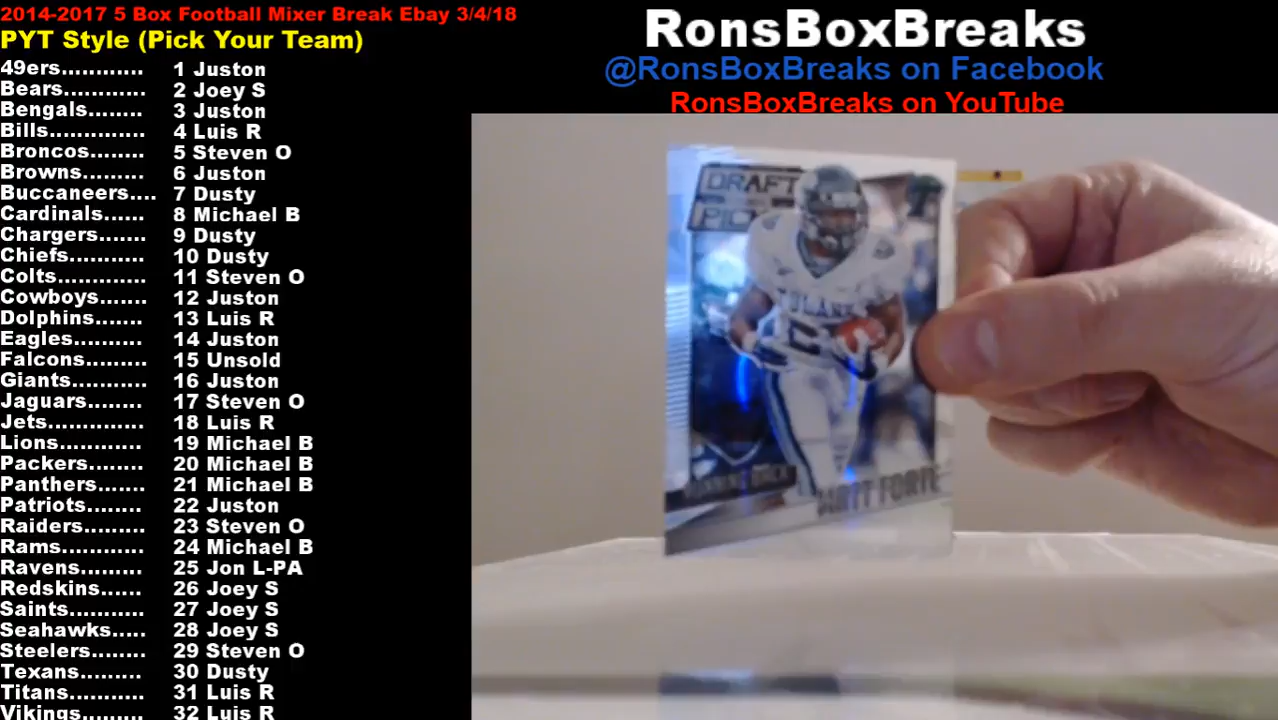 2014-2017 5 Box Football Mixer Break Ebay 3/4/18
PYT Style (Pick Your Team)
49ers............ 1 Juston
Bears............ 2 Joey S
Bengals........ 3 Juston
Bills.............. 4 Luis R
Broncos........ 5 Steven O
Browns......... 6 Juston
Buccaneers.... 7 Dusty
Cardinals...... 8 Michael B
Chargers....... 9 Dusty
Chiefs........... 10 Dusty
Colts............. 11 Steven O
Cowboys....... 12 Juston
Dolphins....... 13 Luis R
Eagles.......... 14 Juston
Falcons......... 15 Unsold
Giants........... 16 Juston
Jaguars........ 17 Steven O
Jets.............. 18 Luis R
Lions............ 19 Michael B
Packers........ 20 Michael B
Panthers....... 21 Michael B
Patriots........ 22 Juston
Raiders......... 23 Steven O
Rams............ 24 Michael B
Ravens......... 25 Jon L-PA
Redskins...... 26 Joey S
Saints........... 27 Joey S
Seahawks..... 28 Joey S
Steelers........ 29 Steven O
Texans......... 30 Dusty
Titans........... 31 Luis R
Vikings......... 32 Luis R
RonsBoxBreaks
@RonsBoxBreaks on Facebook
RonsBoxBreaks on YouTube
DRAFT
PICKS
TULANE
RUNNING BACK
MATT FORTE